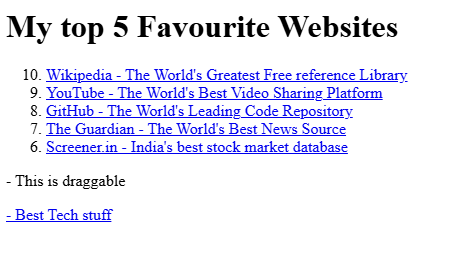 My top 5 Favourite Websites
10. Wikipedia - The World's Greatest Free reference Library
9. YouTube - The World's Best Video Sharing Platform
8. GitHub - The World's Leading Code Repository
7. The Guardian - The World's Best News Source
6. Screener.in - India's best stock market database
- This is draggable
- Best Tech stuff